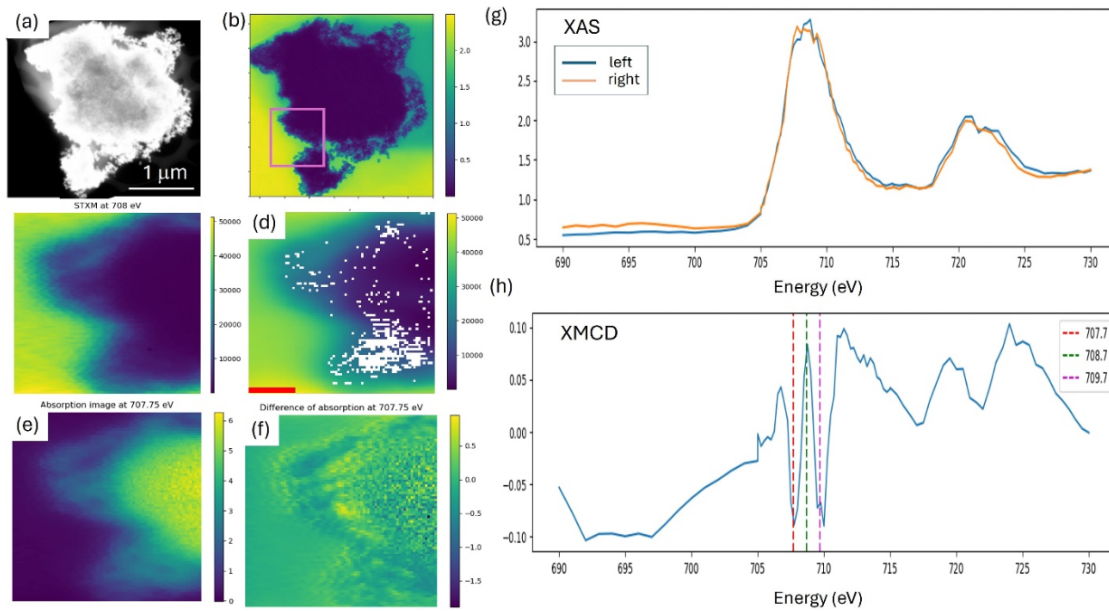 (a)
1 µm
(b)
2.5
2.0
1.5
1.0
0.5
STXM at 708 eV
50000
40000
30000
20000
10000
(d)
50000
40000
30000
20000
10000
0
Absorption image at 707.75 eV
(e)
6
5
4
3
2
1
0
Difference of absorption at 707.75 eV
(f)
0.5
0.0
−0.5
−1.0
−1.5
(g)
XAS
left
right
3.0
2.5
2.0
1.5
1.0
0.5
690 695 700 705 710 715 720 725 730
Energy (eV)
(h)
XMCD
707.7
708.7
709.7
0.10
0.05
0.00
−0.05
−0.10
690 695 700 705 710 715 720 725 730
Energy (eV)